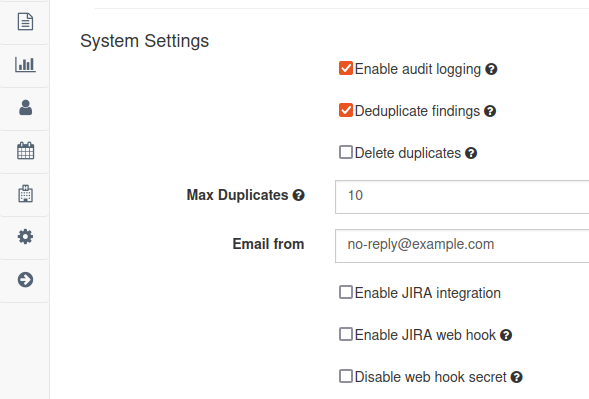 System Settings
Enable audit logging
Deduplicate findings
Delete duplicates
Max Duplicates 10
Email from no-reply@example.com
Enable JIRA integration
Enable JIRA web hook
Disable web hook secret